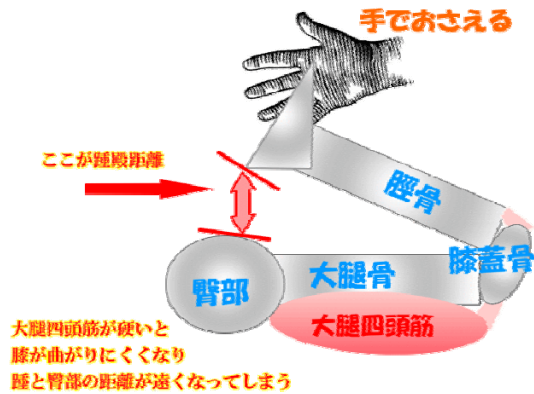 手でおさえる
ここが踵殿距離
脛骨
膝蓋骨
臀部
大腿骨
大腿四頭筋
大腿四頭筋が硬いと
膝が曲がりにくくなり
踵と臀部の距離が遠くなってしまう